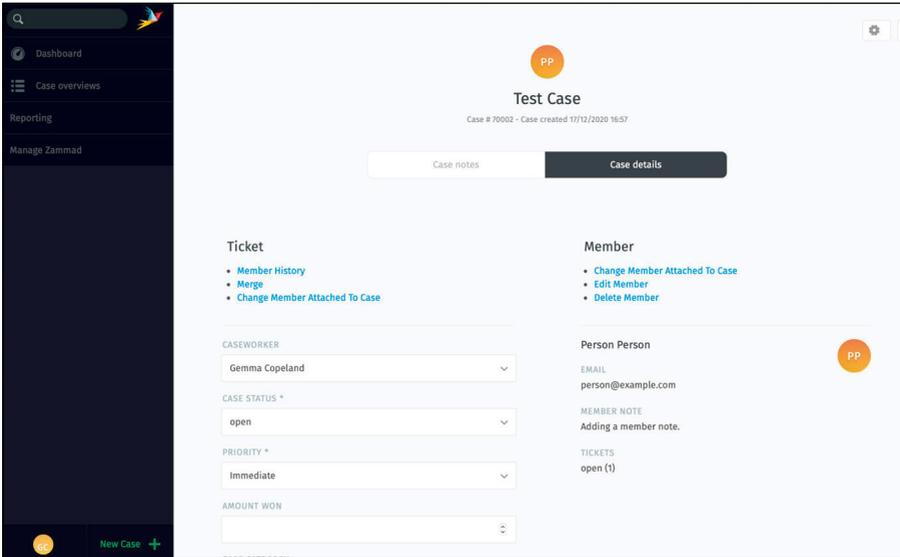 Dashboard
Case overviews
Reporting
Manage Zammad
GC
New Case
PP
Test Case
Case # 70002 - Case created 17/12/2020 16:57
Case notes
Case details
Ticket
Member History
Merge
Change Member Attached To Case
CASEWORKER
Gemma Copeland
CASE STATUS *
open
PRIORITY *
Immediate
AMOUNT WON
Member
Change Member Attached To Case
Edit Member
Delete Member
Person Person
PP
EMAIL
person@example.com
MEMBER NOTE
Adding a member note.
TICKETS
open (1)